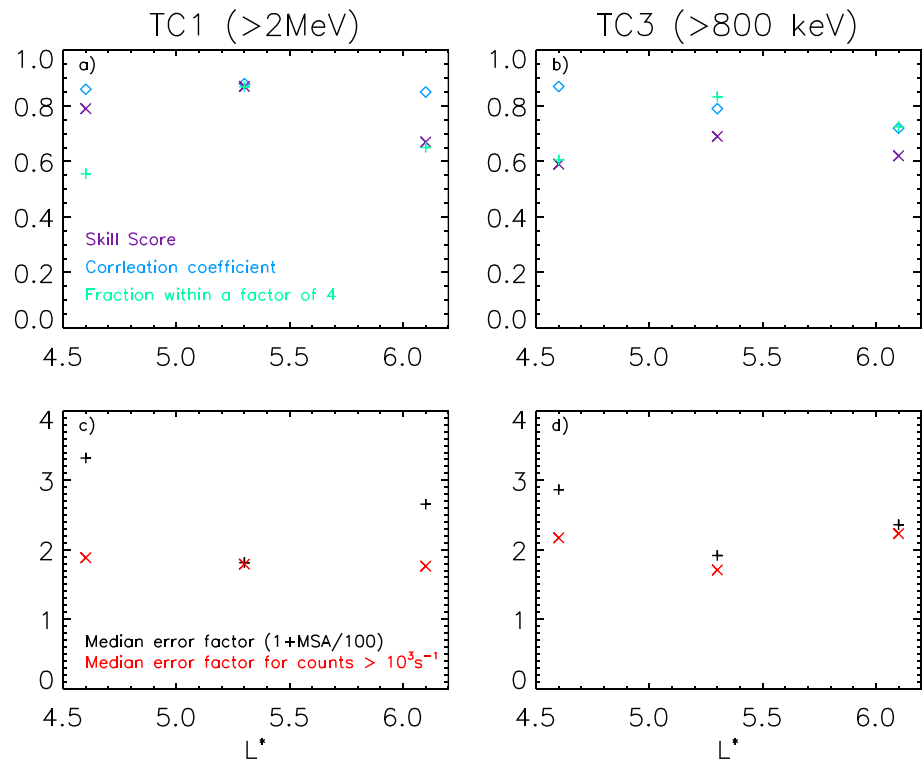 TC1 (>2MeV)
TC3 (>800 keV)
a)
1.0
0.8
0.6
0.4
0.2
0.0
Skill Score
Corrleation coefficient
Fraction within a factor of 4
4.5 5.0 5.5 6.0
b)
1.0
0.8
0.6
0.4
0.2
0.0
4.5 5.0 5.5 6.0
c)
4
3
2
1
0
Median error factor (1+MSA/100)
Median error factor for counts > 10³s⁻¹
4.5 5.0 5.5 6.0
L*
d)
4
3
2
1
0
4.5 5.0 5.5 6.0
L*